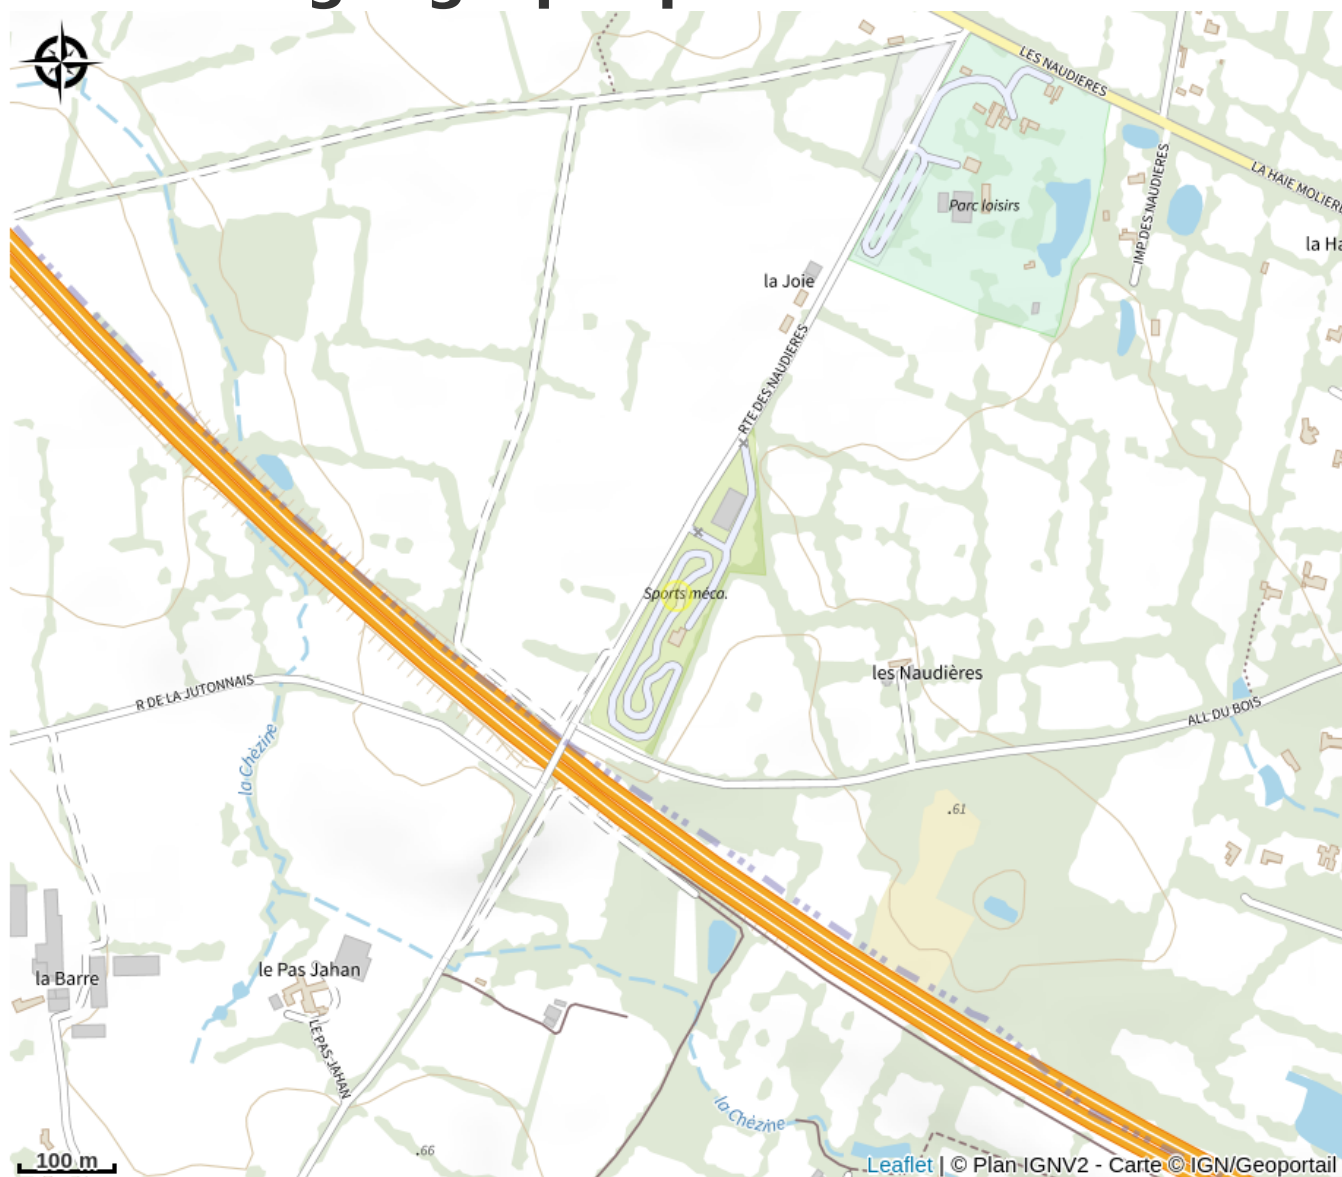 LES NAUDIERES
LA HAIE MOLIERE
IMP DES NAUDIERES
Parc loisirs
la Ha
la Joie
RTE DES NAUDIERES
Sports méca.
les Naudières
R DE LA JUTONNAIS
ALL DU BOIS
la Chèzine
.61
le Pas Jahan
la Barre
LE PAS JAHAN
la Chèzine
.66
100 m
Leaflet | © Plan IGNV2 - Carte © IGN/Geoportail